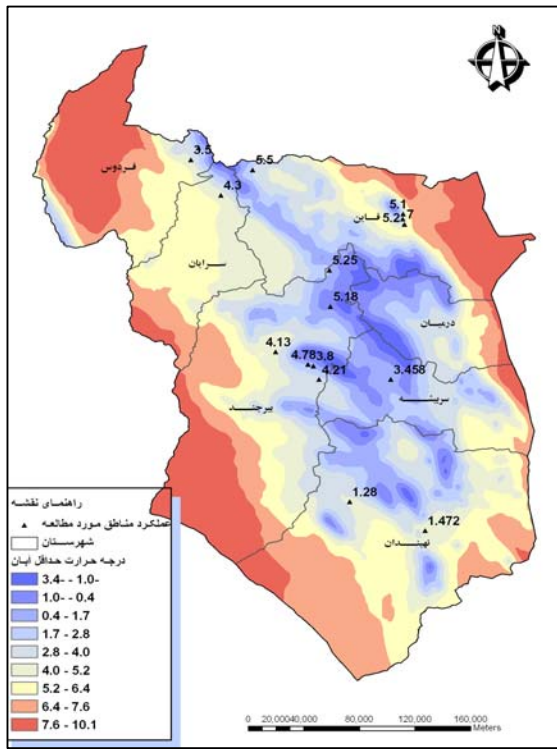 N
3.5
5.5
فردوس
4.3
5.1
7
5.2
قاین
5.25
سرایان
5.18
درمیان
4.13
4.78
3.8
4.21
3.458
سربیشه
بیرجند
1.28
1.472
نهبندان
راهنمای نقشه
عملکرد مناطق مورد مطالعه
شهرستان
درجه حرارت حداقل آبان
3.4- - 1.0-
1.0- - 0.4
0.4 - 1.7
1.7 - 2.8
2.8 - 4.0
4.0 - 5.2
5.2 - 6.4
6.4 - 7.6
7.6 - 10.1
0 20,000 40,000 80,000 120,000 160,000
Meters